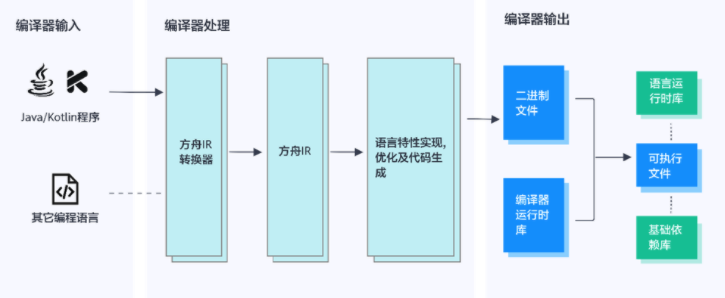 编译器输入
编译器处理
编译器输出
Java/Kotlin程序
其它编程语言
方舟IR
转换器
方舟IR
语言特性实现,
优化及代码生
成
二进制
文件
编译器
运行时
库
语言运
行时库
可执行
文件
基础依
赖库